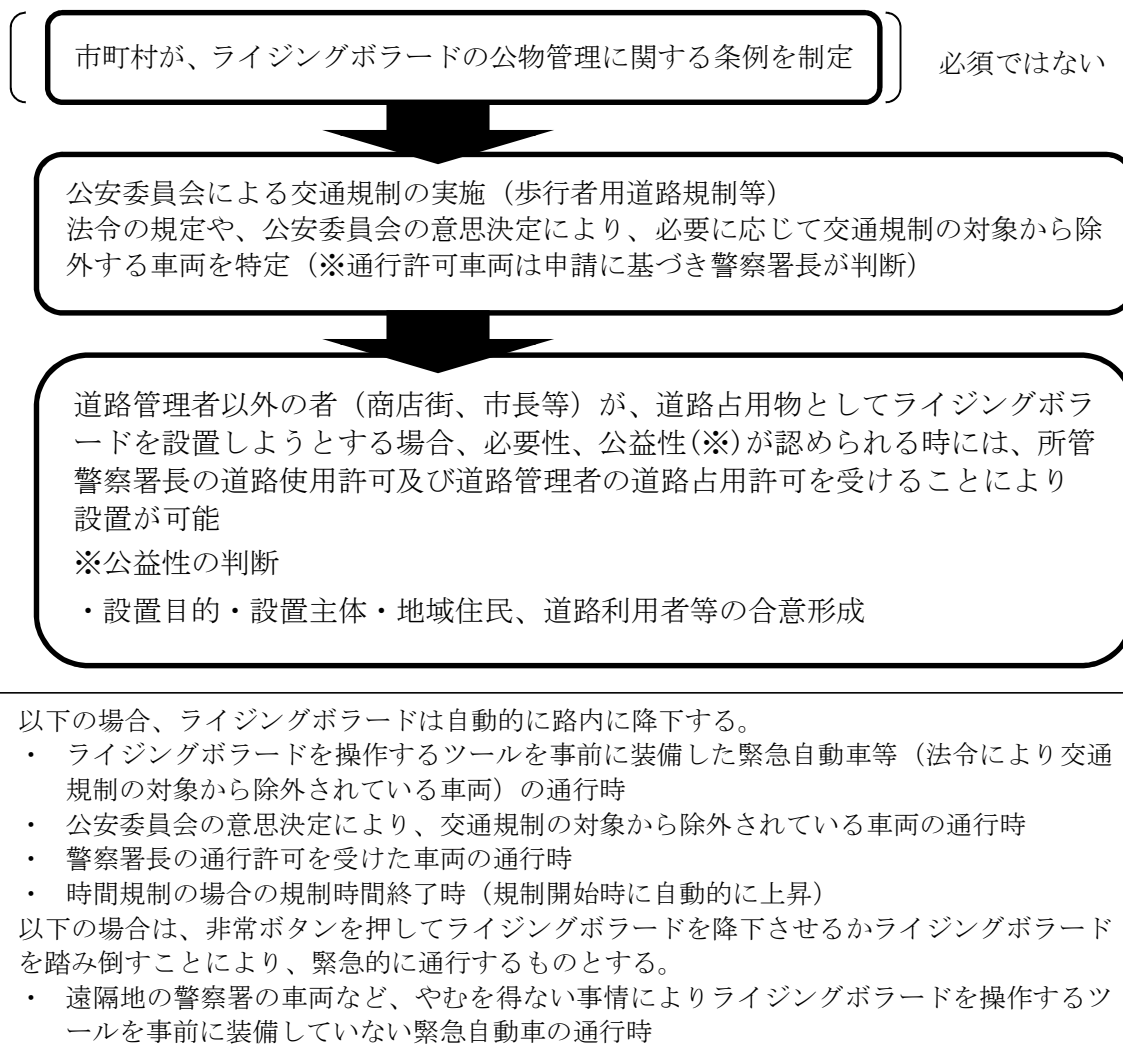 市町村が、ライジングボラードの公物管理に関する条例を制定
必須ではない
公安委員会による交通規制の実施（歩行者用道路規制等）
法令の規定や、公安委員会の意思決定により、必要に応じて交通規制の対象から除
外する車両を特定（※通行許可車両は申請に基づき警察署長が判断）
道路管理者以外の者（商店街、市長等）が、道路占用物としてライジングボラ
ードを設置しようとする場合、必要性、公益性(※)が認められる時には、所管
警察署長の道路使用許可及び道路管理者の道路占用許可を受けることにより
設置が可能
※公益性の判断
・設置目的・設置主体・地域住民、道路利用者等の合意形成
以下の場合、ライジングボラードは自動的に路内に降下する。
・ ライジングボラードを操作するツールを事前に装備した緊急自動車等（法令により交通
規制の対象から除外されている車両）の通行時
・ 公安委員会の意思決定により、交通規制の対象から除外されている車両の通行時
・ 警察署長の通行許可を受けた車両の通行時
・ 時間規制の場合の規制時間終了時（規制開始時に自動的に上昇）
以下の場合は、非常ボタンを押してライジングボラードを降下させるかライジングボラード
を踏み倒すことにより、緊急的に通行するものとする。
・ 遠隔地の警察署の車両など、やむを得ない事情によりライジングボラードを操作するツ
ールを事前に装備していない緊急自動車の通行時